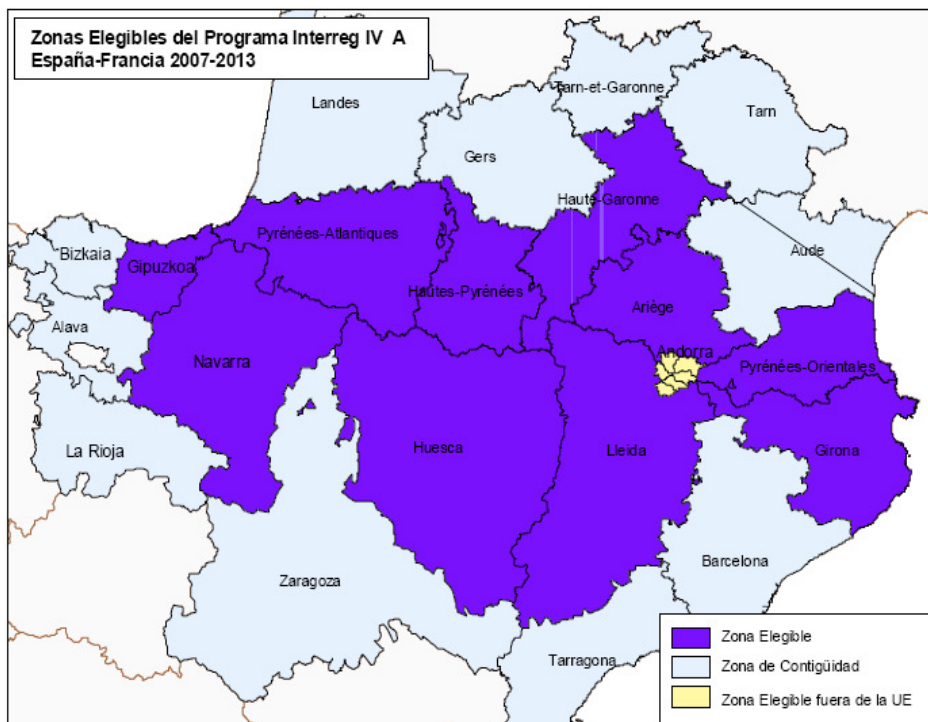 Zonas Elegibles del Programa Interreg IV A
España-Francia 2007-2013
Tarn-et-Garonne
Landes
Tarn
Gers
Haute-Garonne
Pyrénées-Atlantiques
Bizkaia
Aude
Gipuzkoa
Hautes-Pyrénées
Ariège
Alava
Andorra
Navarra
Pyrénées-Orientales
La Rioja
Huesca
Lleida
Girona
Barcelona
Zaragoza
Tarragona
Zona Elegible
Zona de Contigüidad
Zona Elegible fuera de la UE